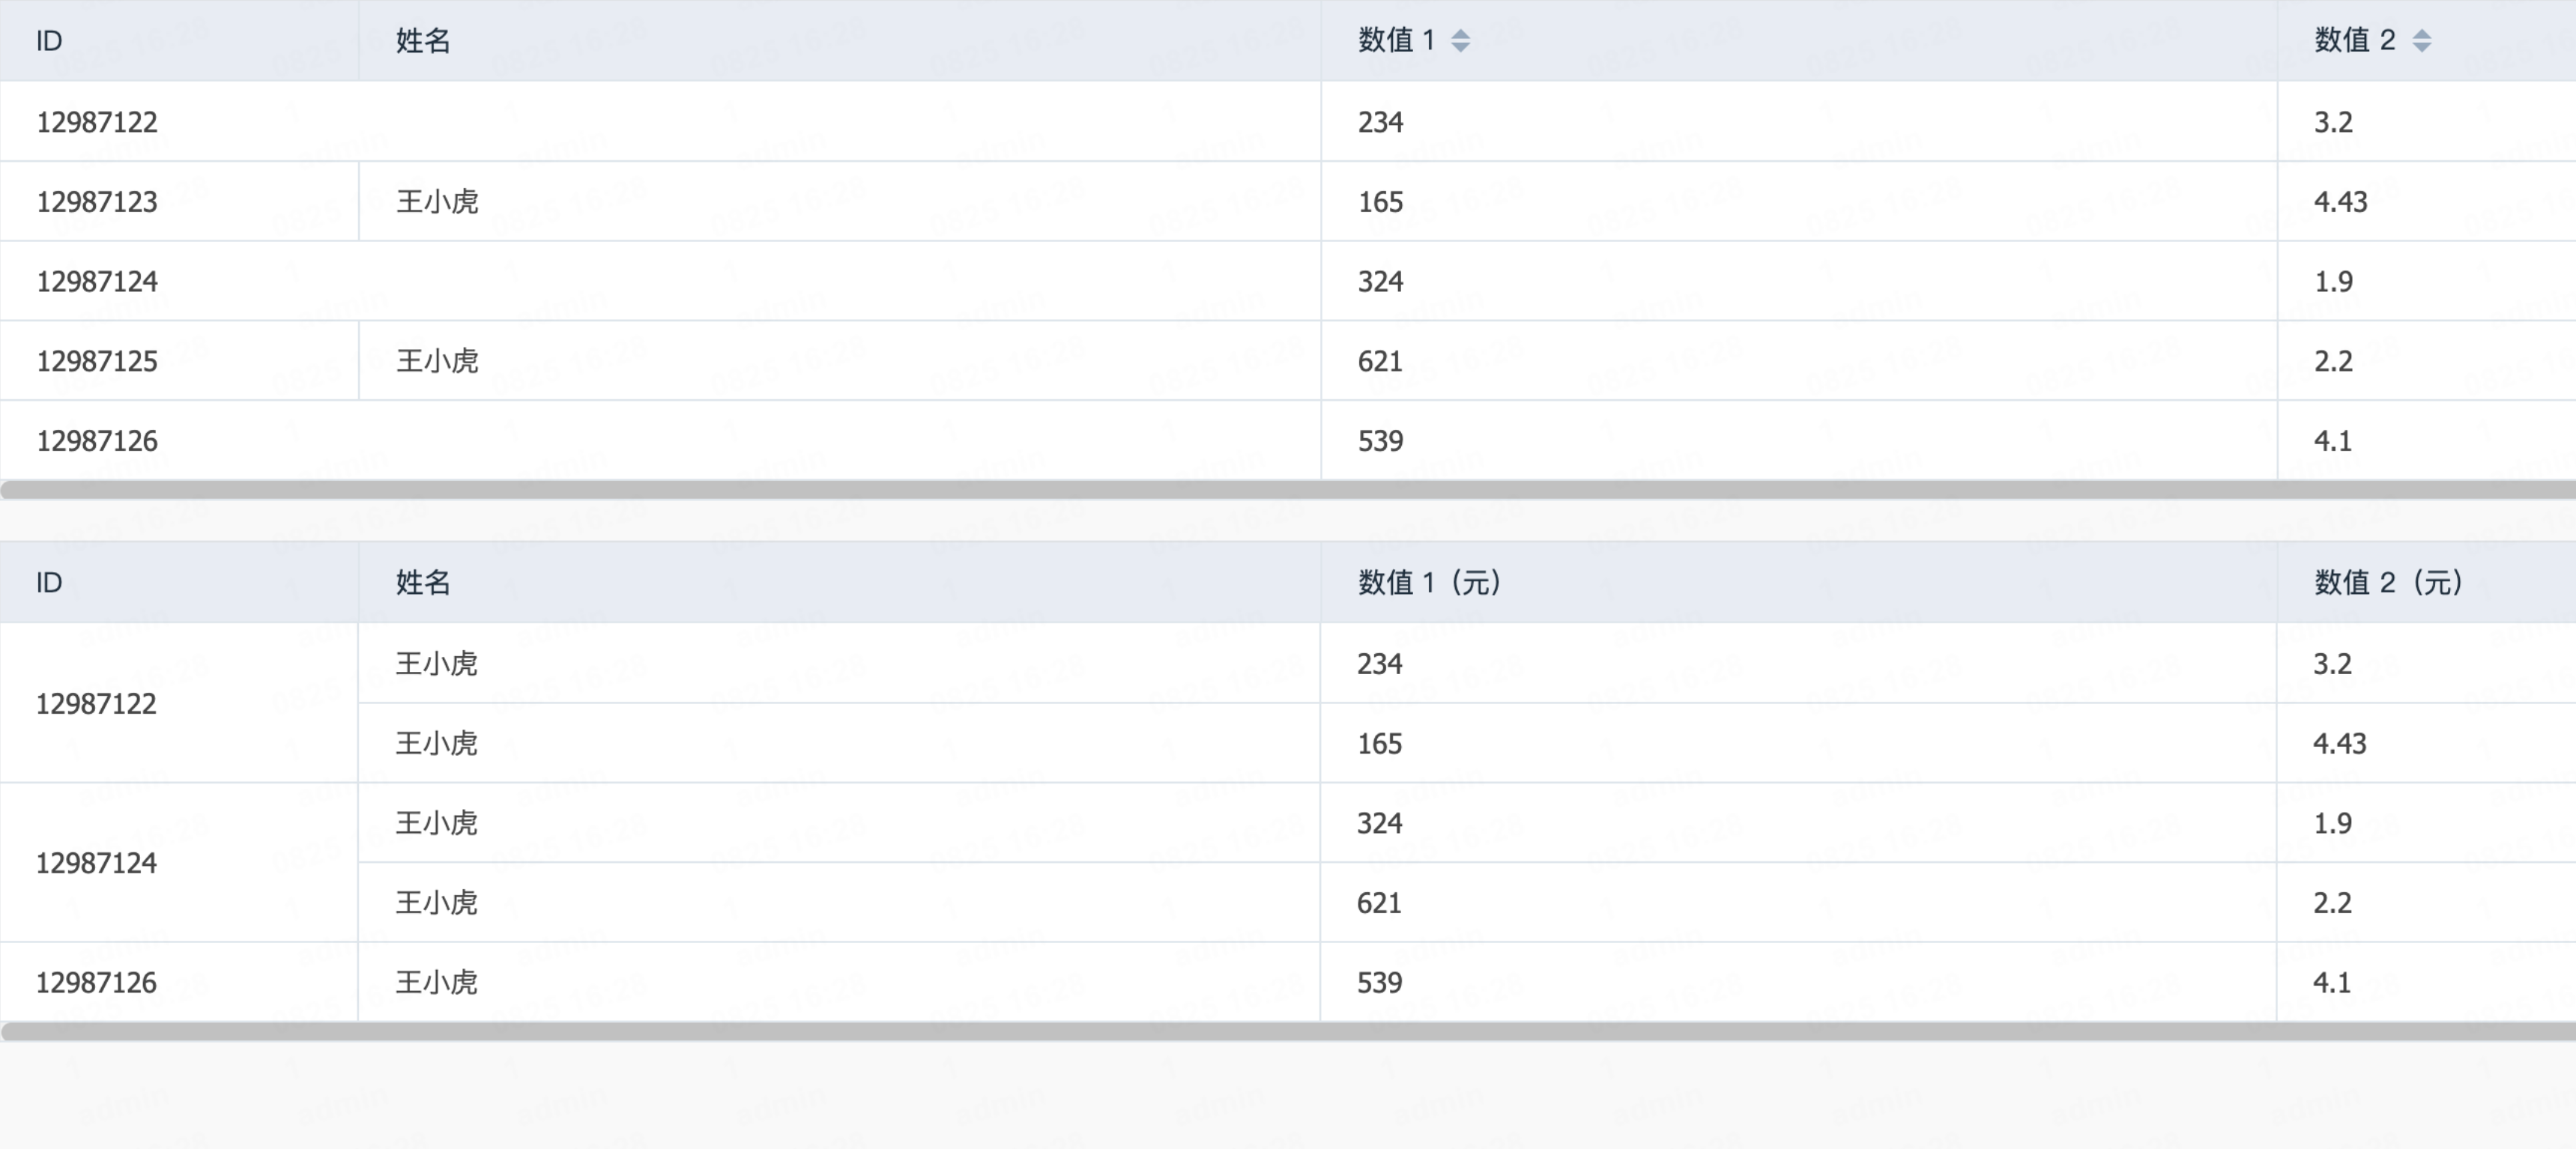 ID 姓名 数值 1 数值 2
12987122 234 3.2
12987123 王小虎 165 4.43
12987124 324 1.9
12987125 王小虎 621 2.2
12987126 539 4.1
ID 姓名 数值 1（元） 数值 2（元）
王小虎 234 3.2
12987122
王小虎 165 4.43
王小虎 324 1.9
12987124
王小虎 621 2.2
12987126 王小虎 539 4.1